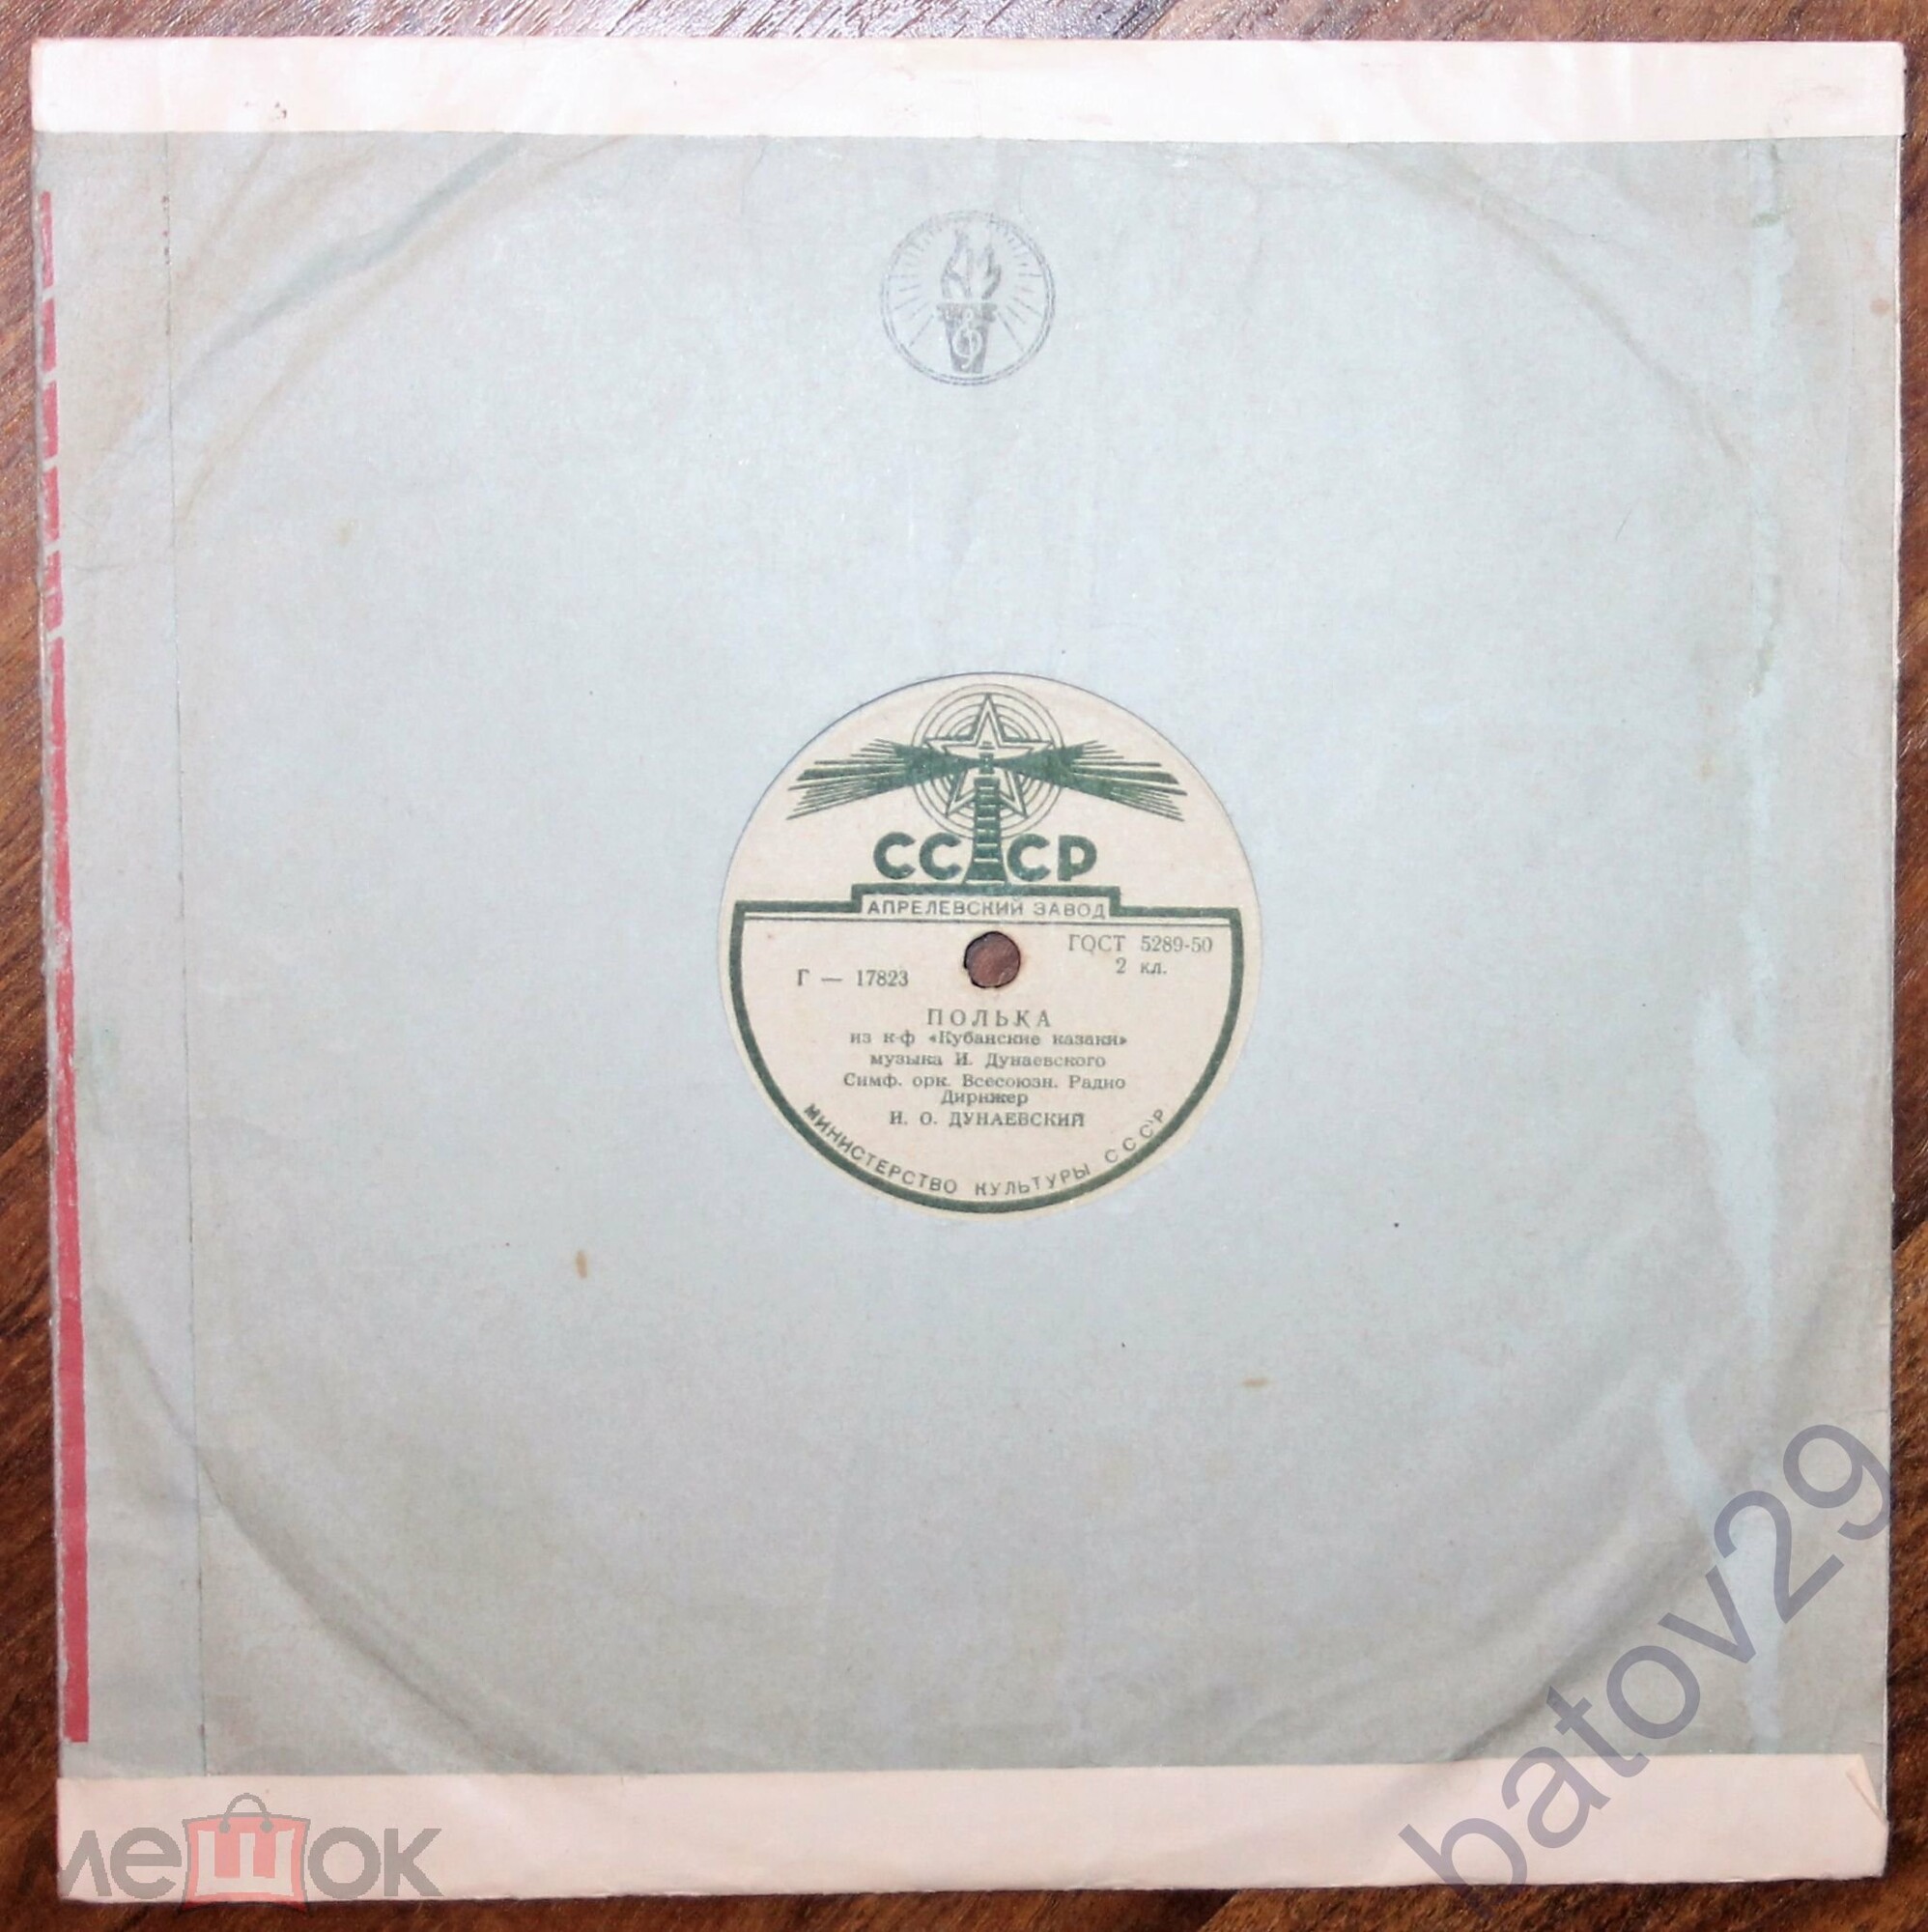 СССР
АПРЕЛЕВСКИЙ ЗАВОД
ГОСТ 5289-50
2 кл.
Г — 17823
ПОЛЬКА
из к-ф «Кубанские казаки»
музыка И. Дунаевского
Симф. орк. Всесоюзн. Радио
Дирижер
И. О. ДУНАЕВСКИЙ
МИНИСТЕРСТВО КУЛЬТУРЫ СССР
batov29
мешок